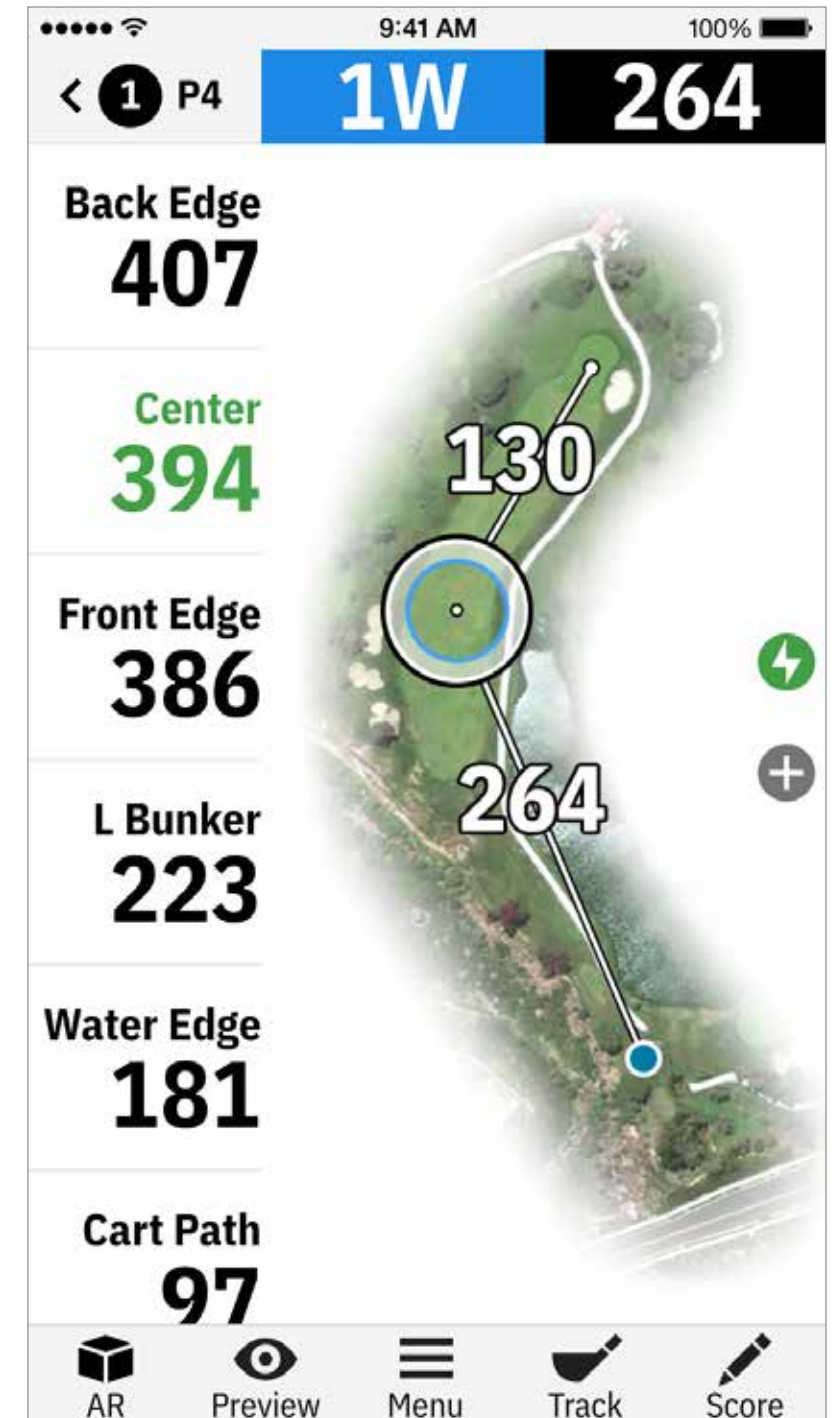 9:41 AM
100%
1 P4
1W
264
Back Edge
407
Center
394
130
Front Edge
386
L Bunker
223
264
Water Edge
181
Cart Path
97
AR
Preview
Menu
Track
Score